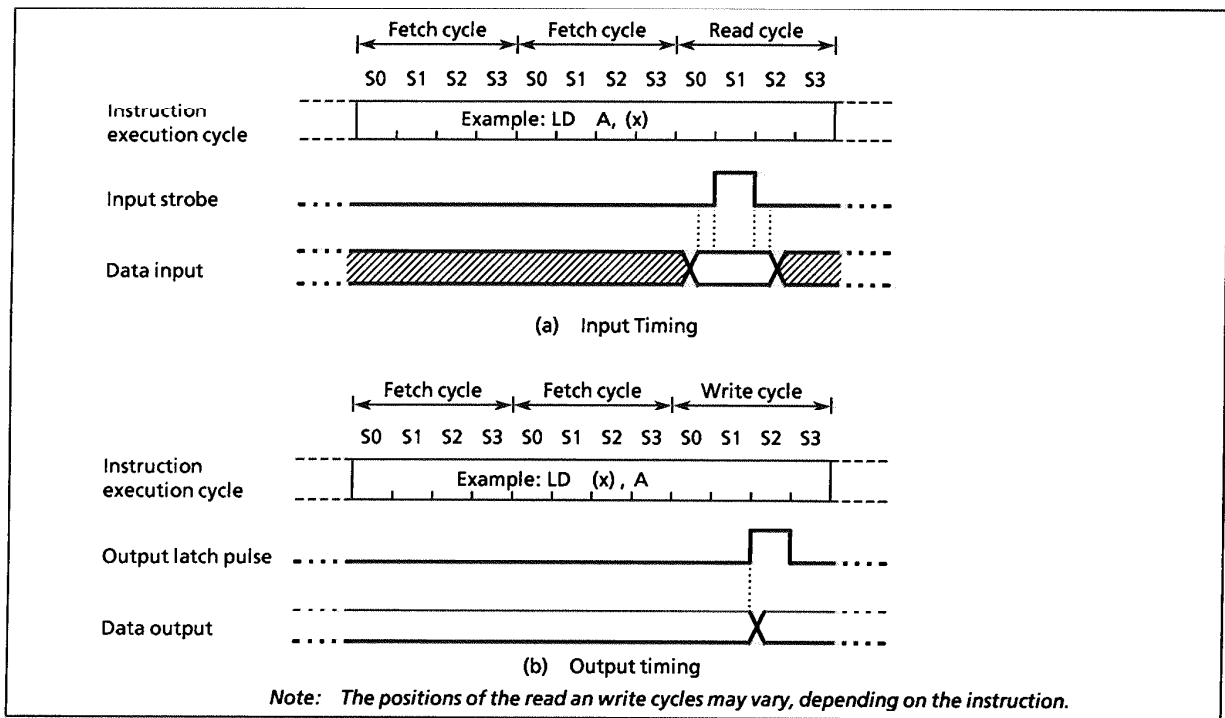 Fetch cycle Fetch cycle Read cycle
S0 S1 S2 S3 S0 S1 S2 S3 S0 S1 S2 S3
Instruction
execution cycle
Example: LD A, (x)
Input strobe
Data input
(a) Input Timing
Fetch cycle Fetch cycle Write cycle
S0 S1 S2 S3 S0 S1 S2 S3 S0 S1 S2 S3
Instruction
execution cycle
Example: LD (x) , A
Output latch pulse
Data output
(b) Output timing
Note: The positions of the read an write cycles may vary, depending on the instruction.